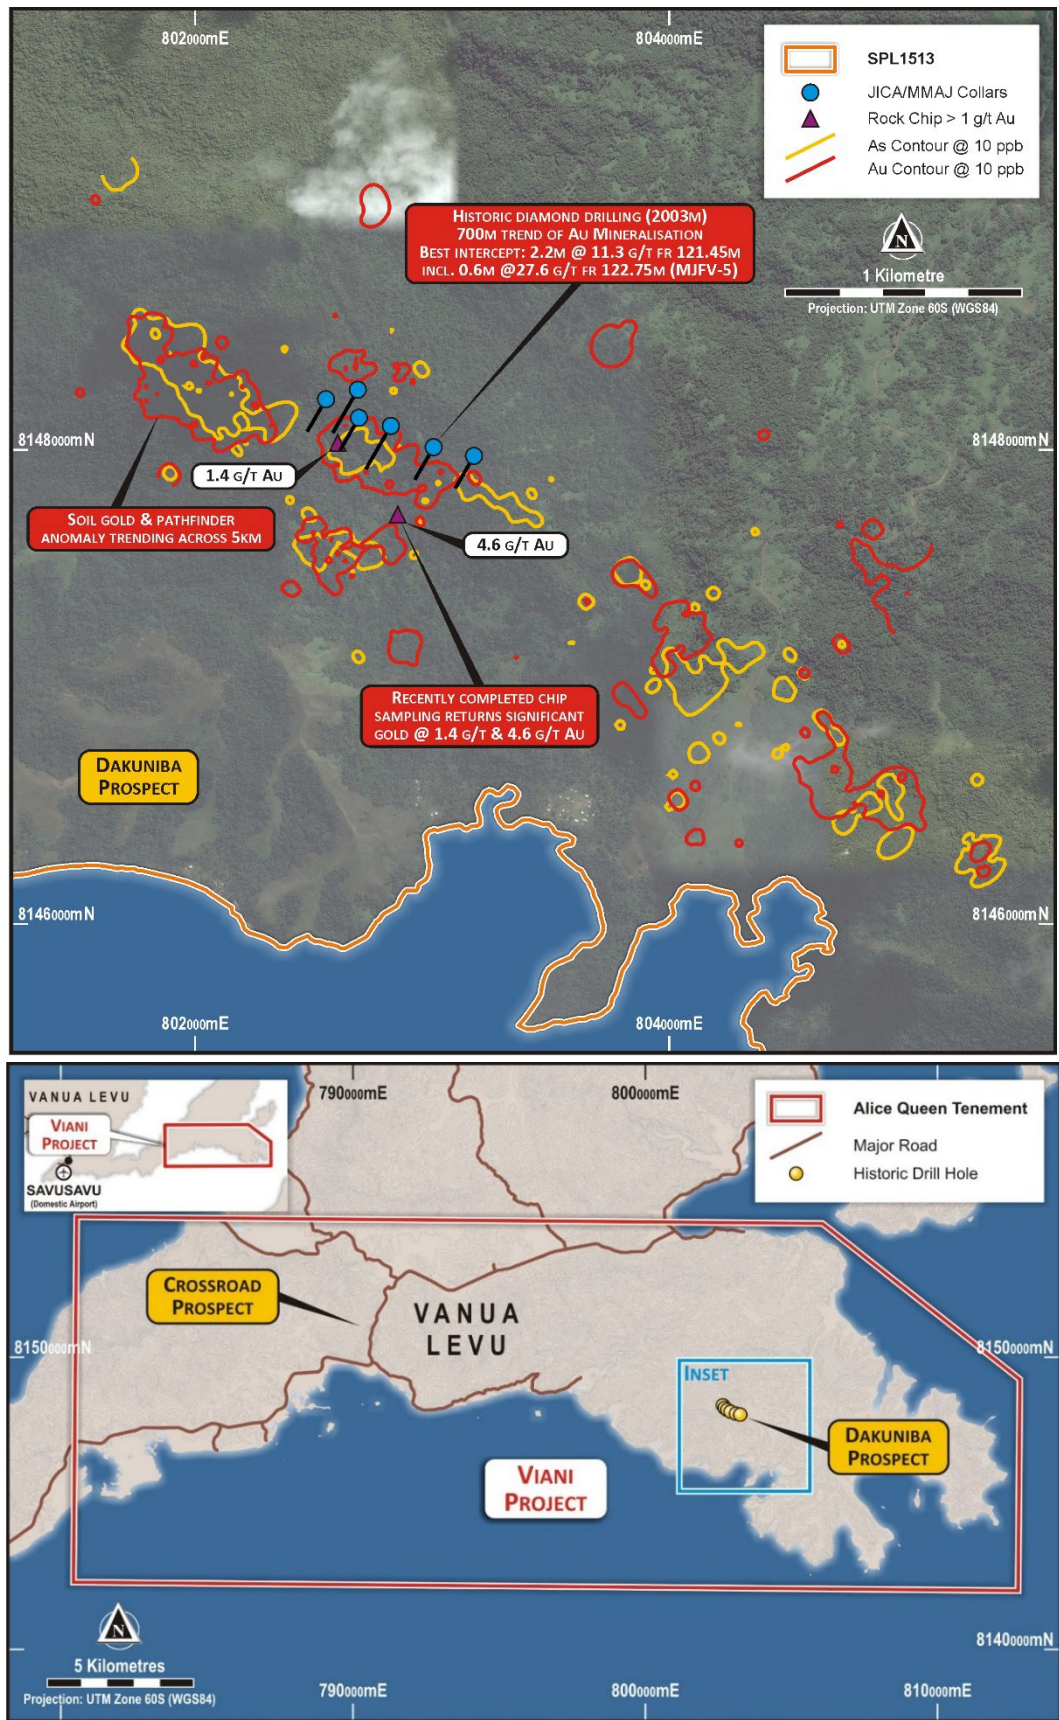 802000mE
804000mE
SPL1513
JICA/MMAJ Collars
Rock Chip > 1 g/t Au
As Contour @ 10 ppb
Au Contour @ 10 ppb
N
1 Kilometre
Projection: UTM Zone 60S (WGS84)
HISTORIC DIAMOND DRILLING (2003M)
700M TREND OF AU MINERALISATION
BEST INTERCEPT: 2.2M @ 11.3 G/T FR 121.45M
INCL. 0.6M @27.6 G/T FR 122.75M (MJFV-5)
8148000mN
8148000mN
1.4 G/T AU
SOIL GOLD & PATHFINDER
ANOMALY TRENDING ACROSS 5KM
4.6 G/T AU
RECENTLY COMPLETED CHIP
SAMPLING RETURNS SIGNIFICANT
GOLD @ 1.4 G/T & 4.6 G/T AU
DAKUNIBA
PROSPECT
8146000mN
8146000mN
802000mE
804000mE
VANUA LEVU
VIANI
PROJECT
SAVUSAVU
(Domestic Airport)
790000mE
800000mE
Alice Queen Tenement
Major Road
Historic Drill Hole
CROSSROAD
PROSPECT
VANUA
LEVU
8150000mN
8150000mN
INSET
DAKUNIBA
PROSPECT
VIANI
PROJECT
N
5 Kilometres
Projection: UTM Zone 60S (WGS84)
8140000mN
790000mE
800000mE
810000mE